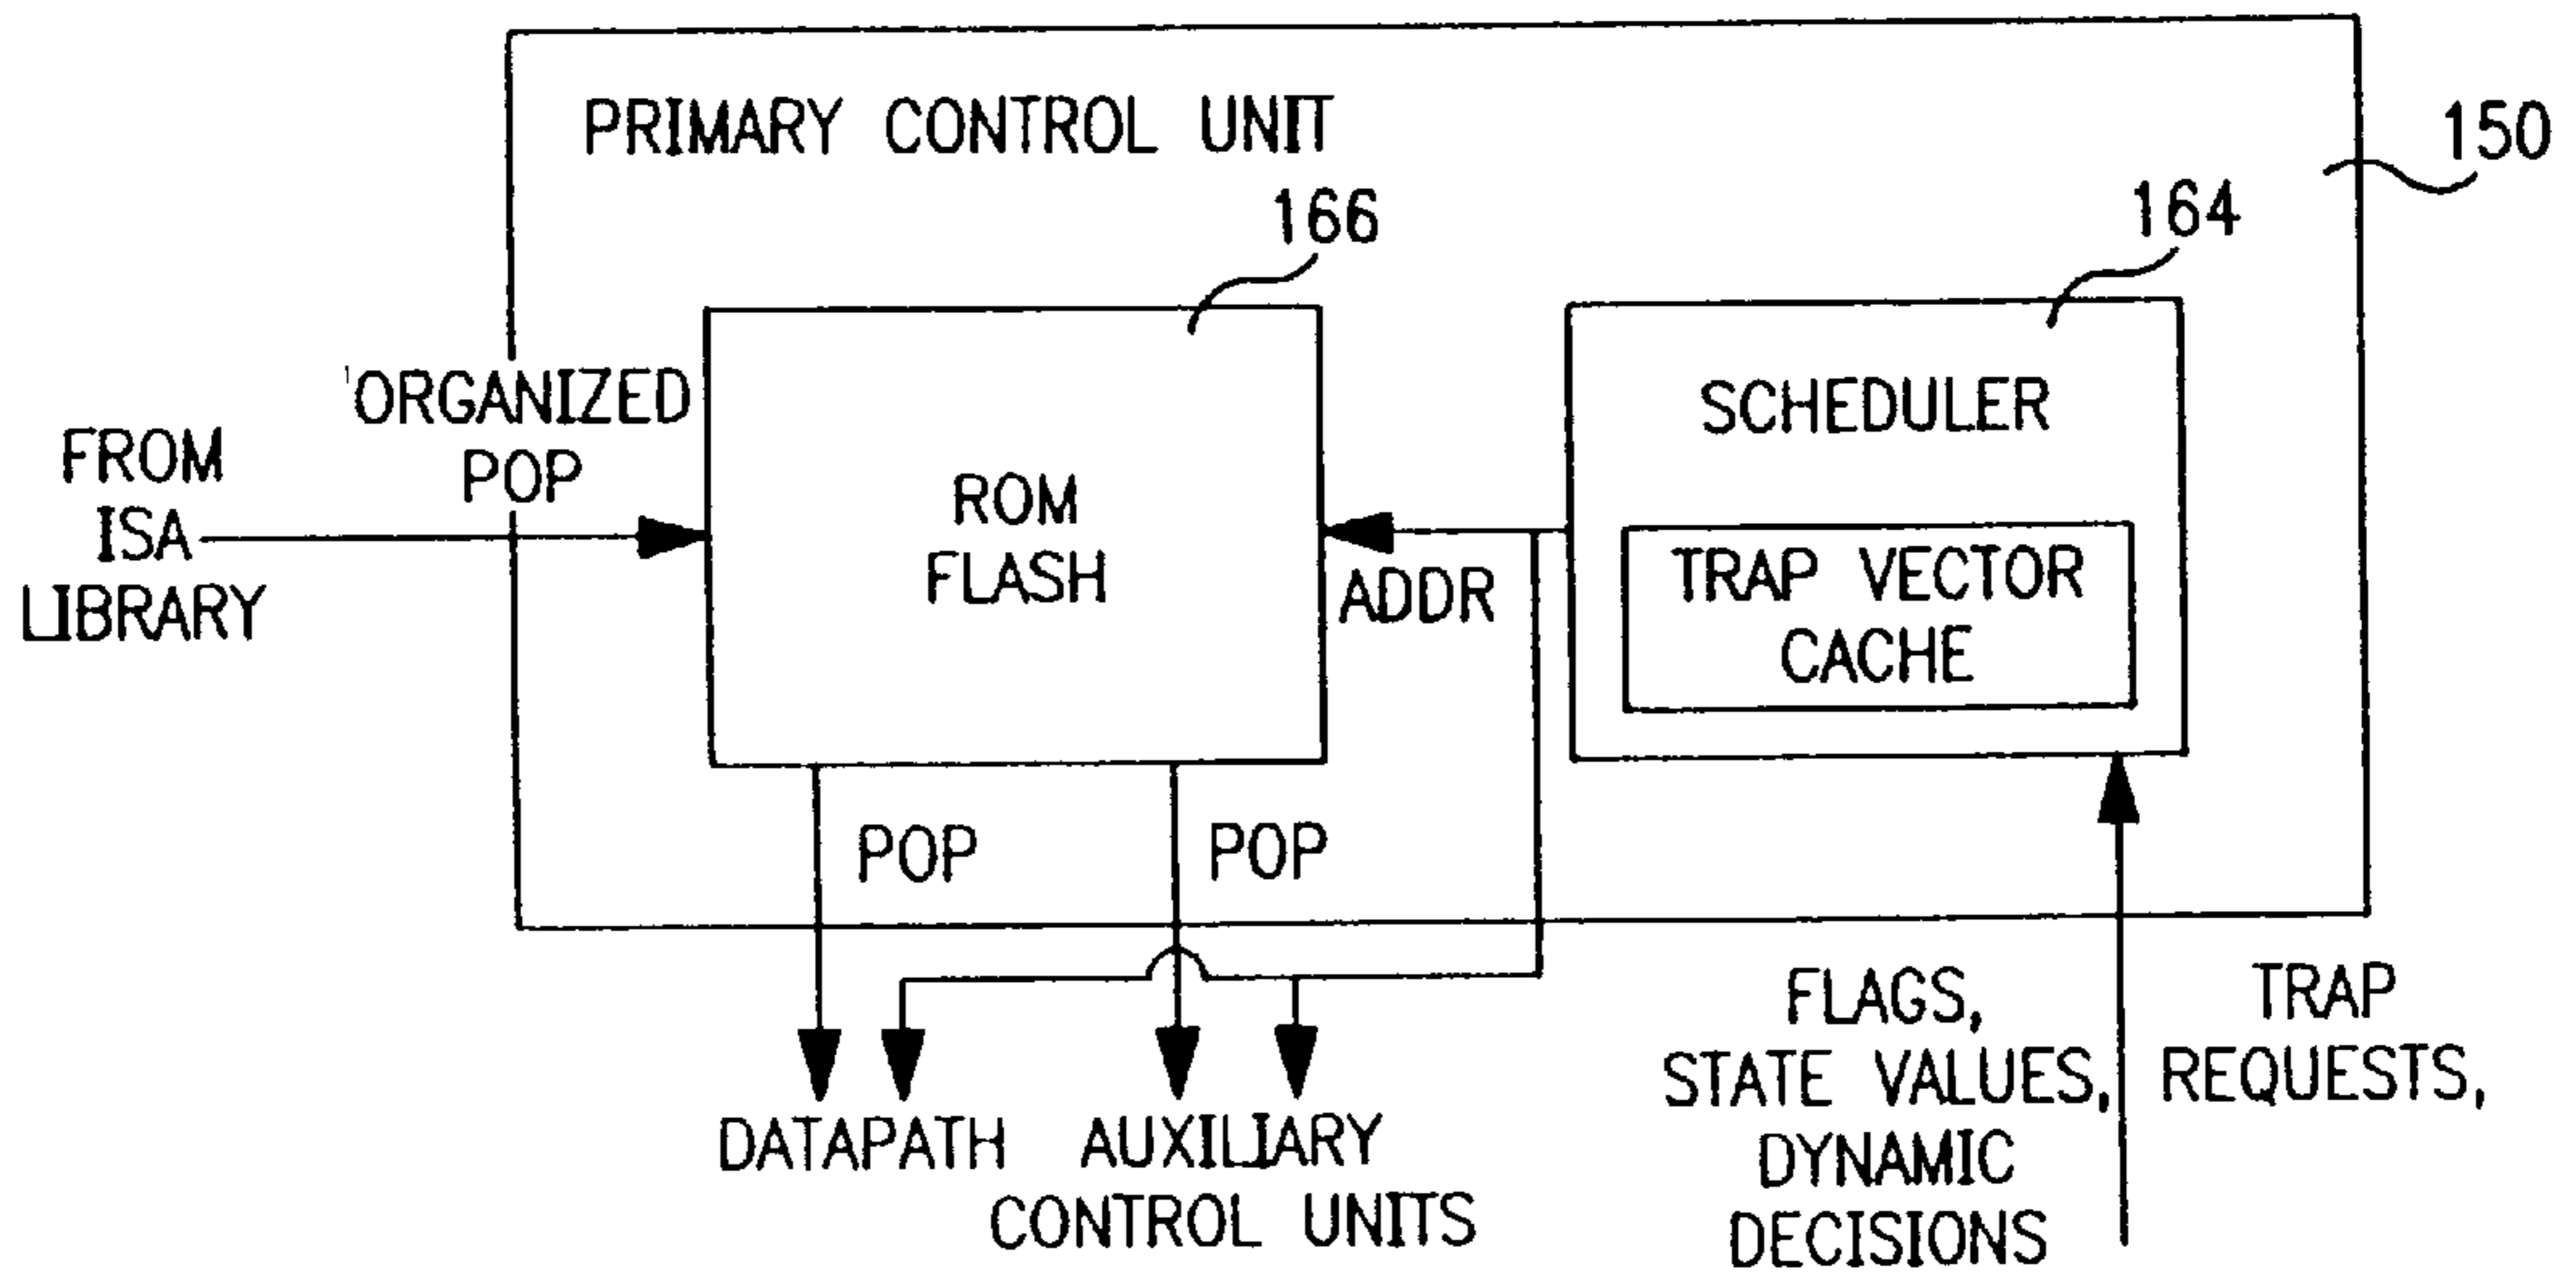 PRIMARY CONTROL UNIT
150
166
164
ORGANIZED
POP
FROM
ISA
LIBRARY
ROM
FLASH
ADDR
SCHEDULER
TRAP VECTOR
CACHE
POP
POP
DATAPATH
AUXILIARY
CONTROL UNITS
FLAGS,
STATE VALUES,
DYNAMIC
DECISIONS
TRAP
REQUESTS,